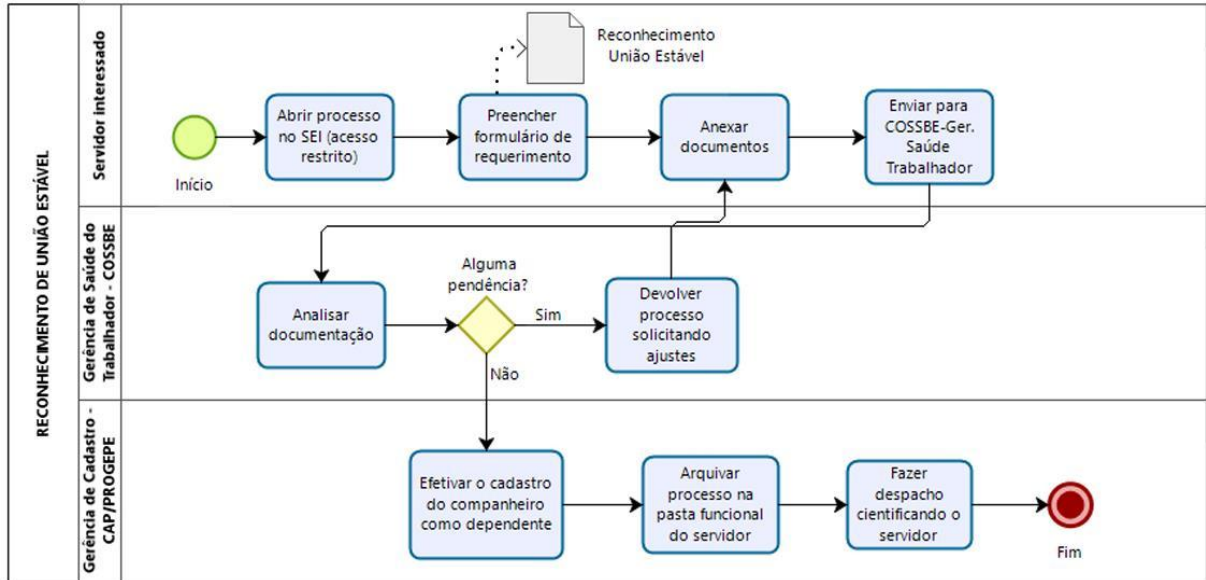 RECONHECIMENTO DE UNIÃO ESTÁVEL
Servidor interessado
Início
Abrir processo
no SEI (acesso
restrito)
Preencher
formulário de
requerimento
Reconhecimento
União Estável
Anexar
documentos
Enviar para
COSSBE-Ger.
Saúde
Trabalhador
Gerência de Saúde do
Trabalhador - COSSBE
Analisar
documentação
Alguma
pendência?
Sim
Não
Devolver
processo
solicitando
ajustes
Gerência de Cadastro -
CAP/PROGEPE
Efetivar o cadastro
do companheiro
como dependente
Arquivar
processo na
pasta funcional
do servidor
Fazer
despacho
cientificando o
servidor
Fim